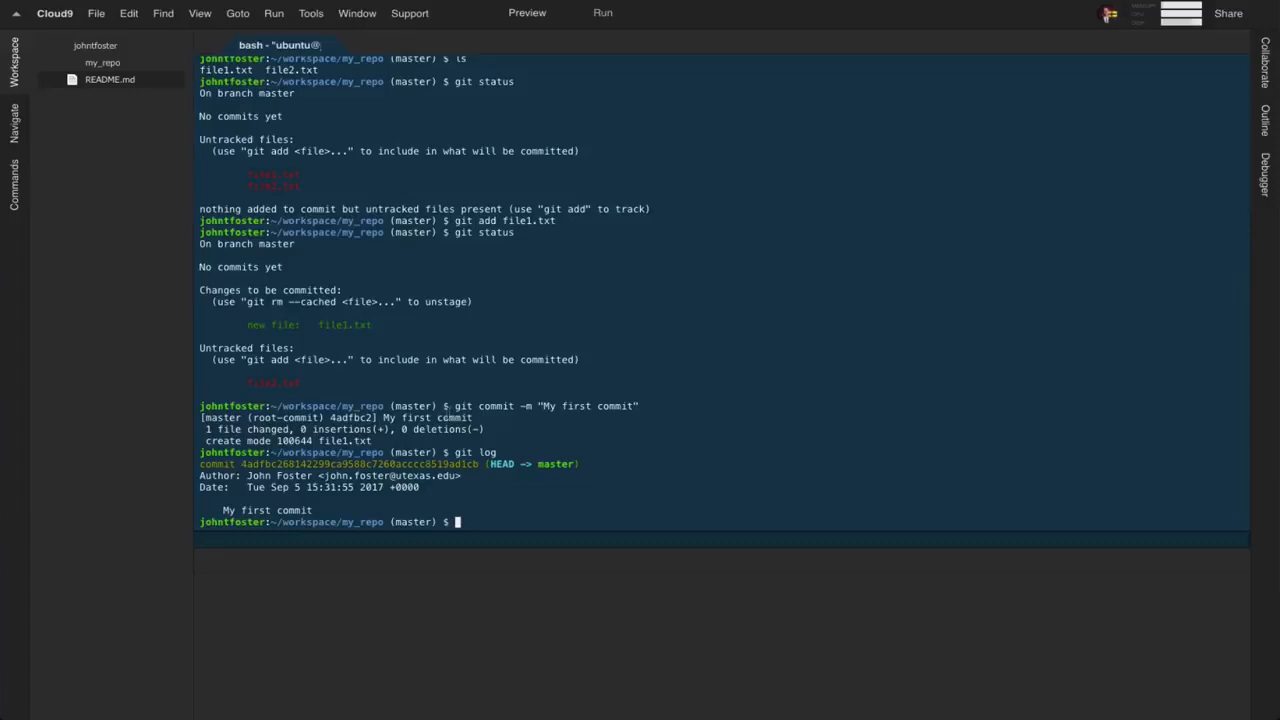 Cloud9 File Edit Find View Goto Run Tools Window Support Preview Run Share
Workspace
Navigate
Commands
johntfoster
my_repo
README.md
bash - "ubuntu@
johntfoster:~/workspace/my_repo (master) $ ls
file1.txt  file2.txt
johntfoster:~/workspace/my_repo (master) $ git status
On branch master
No commits yet
Untracked files:
(use "git add <file>..." to include in what will be committed)
file1.txt
file2.txt
nothing added to commit but untracked files present (use "git add" to track)
johntfoster:~/workspace/my_repo (master) $ git add file1.txt
johntfoster:~/workspace/my_repo (master) $ git status
On branch master
No commits yet
Changes to be committed:
(use "git rm --cached <file>..." to unstage)
new file:   file1.txt
Untracked files:
(use "git add <file>..." to include in what will be committed)
file2.txt
johntfoster:~/workspace/my_repo (master) $ git commit -m "My first commit"
[master (root-commit) 4adfbc2] My first commit
1 file changed, 0 insertions(+), 0 deletions(-)
create mode 100644 file1.txt
johntfoster:~/workspace/my_repo (master) $ git log
commit 4adfbc268142299ca9588c7260acccc8519ad1cb (HEAD -> master)
Author: John Foster <john.foster@utexas.edu>
Date:   Tue Sep 5 15:31:55 2017 +0000
My first commit
johntfoster:~/workspace/my_repo (master) $
Collaborate
Outline
Debugger